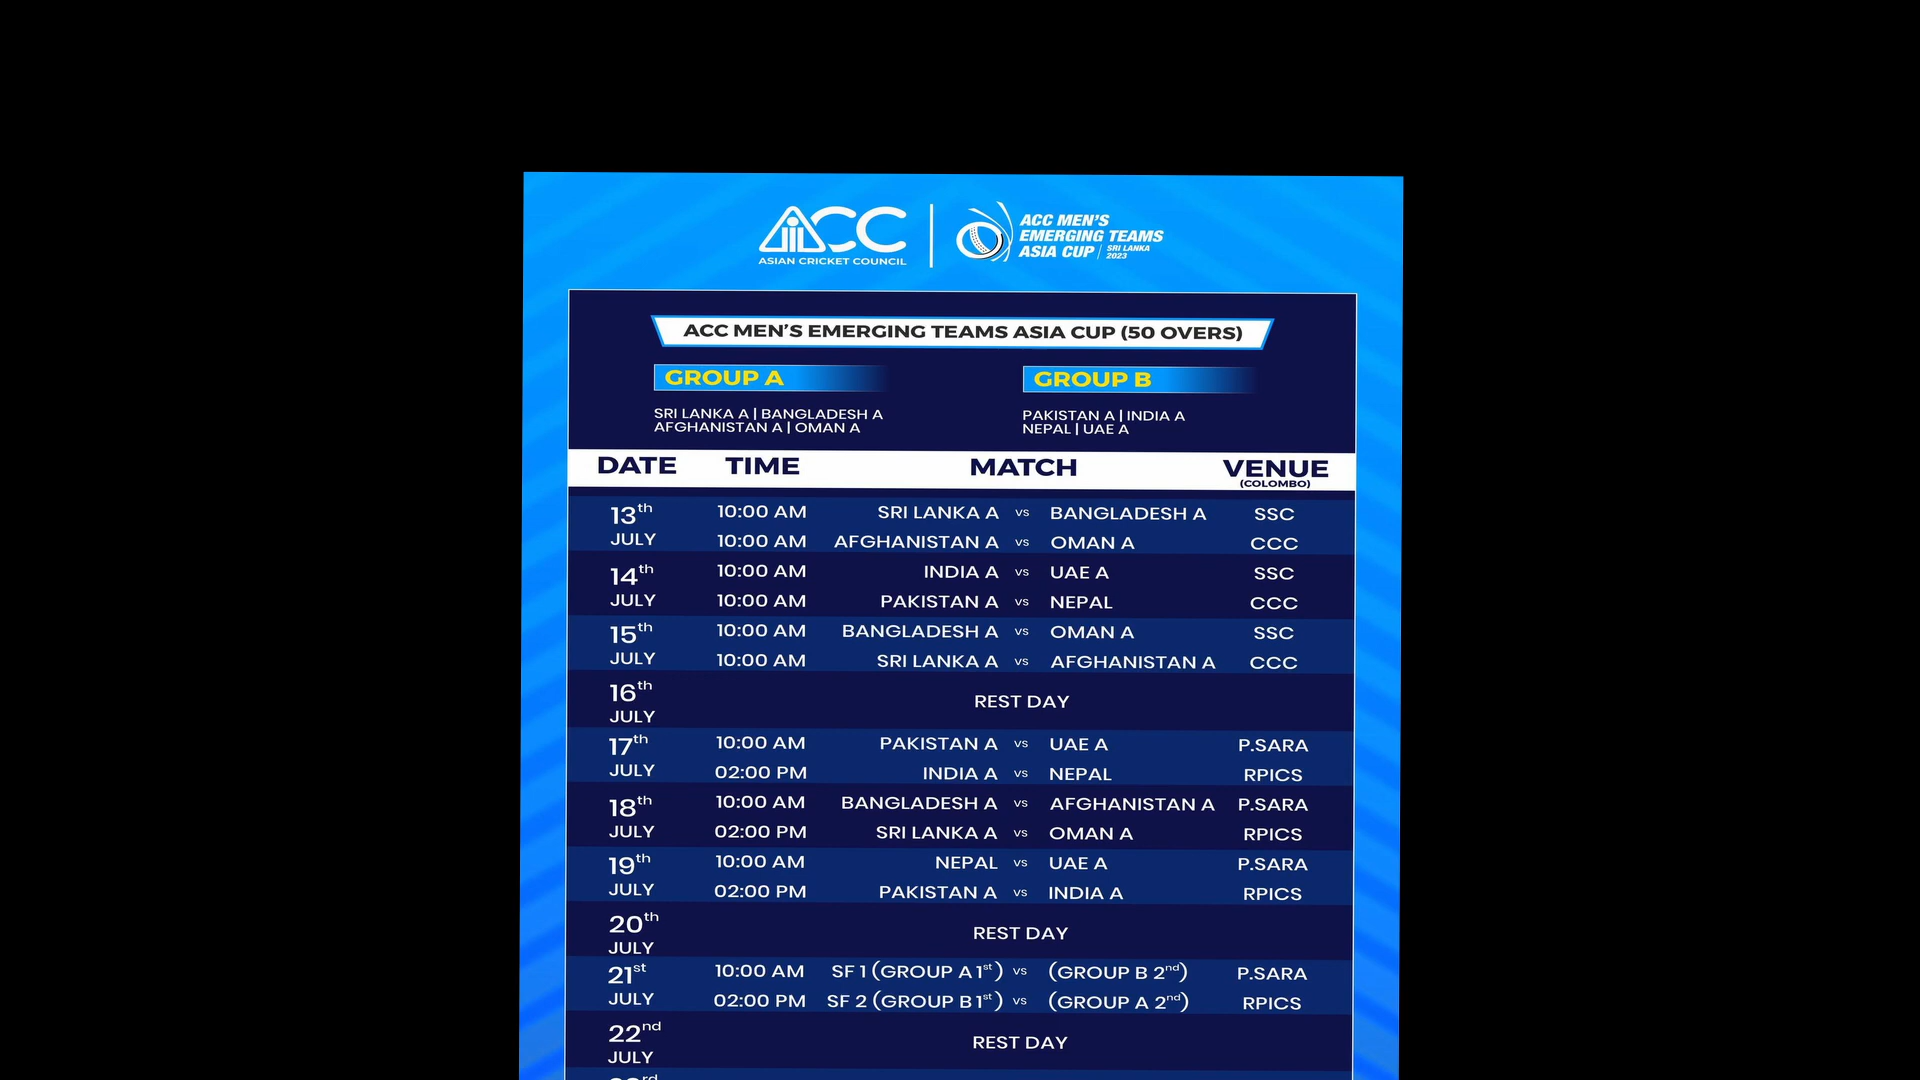 ACC
ASIAN CRICKET COUNCIL
ACC MEN'S
EMERGING TEAMS
ASIA CUP | SRI LANKA 2023
ACC MEN'S EMERGING TEAMS ASIA CUP (50 OVERS)
GROUP A
SRI LANKA A | BANGLADESH A
AFGHANISTAN A | OMAN A
GROUP B
PAKISTAN A | INDIA A
NEPAL | UAE A
DATE TIME MATCH VENUE
(COLOMBO)
13th JULY
10:00 AM SRI LANKA A vs BANGLADESH A SSC
10:00 AM AFGHANISTAN A vs OMAN A CCC
14th JULY
10:00 AM INDIA A vs UAE A SSC
10:00 AM PAKISTAN A vs NEPAL CCC
15th JULY
10:00 AM BANGLADESH A vs OMAN A SSC
10:00 AM SRI LANKA A vs AFGHANISTAN A CCC
16th JULY
REST DAY
17th JULY
10:00 AM PAKISTAN A vs UAE A P.SARA
02:00 PM INDIA A vs NEPAL RPICS
18th JULY
10:00 AM BANGLADESH A vs AFGHANISTAN A P.SARA
02:00 PM SRI LANKA A vs OMAN A RPICS
19th JULY
10:00 AM NEPAL vs UAE A P.SARA
02:00 PM PAKISTAN A vs INDIA A RPICS
20th JULY
REST DAY
21st JULY
10:00 AM SF 1 (GROUP A 1st) vs (GROUP B 2nd) P.SARA
02:00 PM SF 2 (GROUP B 1st) vs (GROUP A 2nd) RPICS
22nd JULY
REST DAY